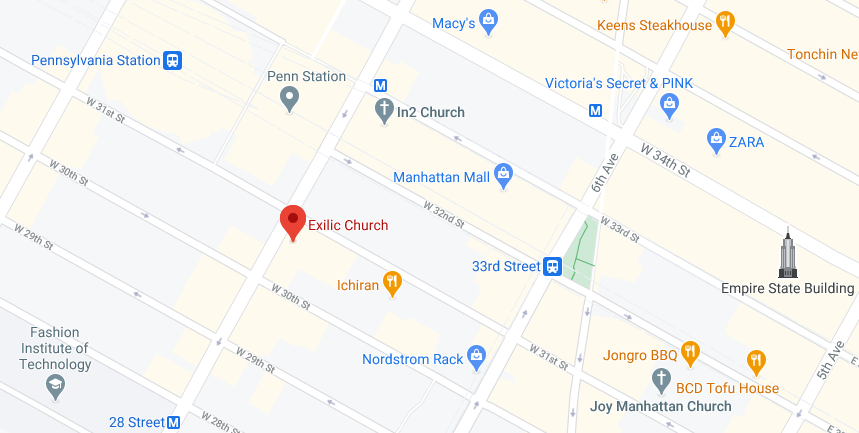 Macy's
Keens Steakhouse
Tonchin Ne
Pennsylvania Station
Penn Station
Victoria's Secret & PINK
M
In2 Church
M
W 31st St
ZARA
W 34th St
6th Ave
W 30th St
Manhattan Mall
W 32nd St
W 33rd St
Exilic Church
W 29th St
33rd Street
Empire State Building
Ichiran
W 30th St
Fashion
Institute of
Technology
W 29th St
Nordstrom Rack
W 31st St
Jongro BBQ
5th Ave
BCD Tofu House
Joy Manhattan Church
28 Street
M
W 28th St